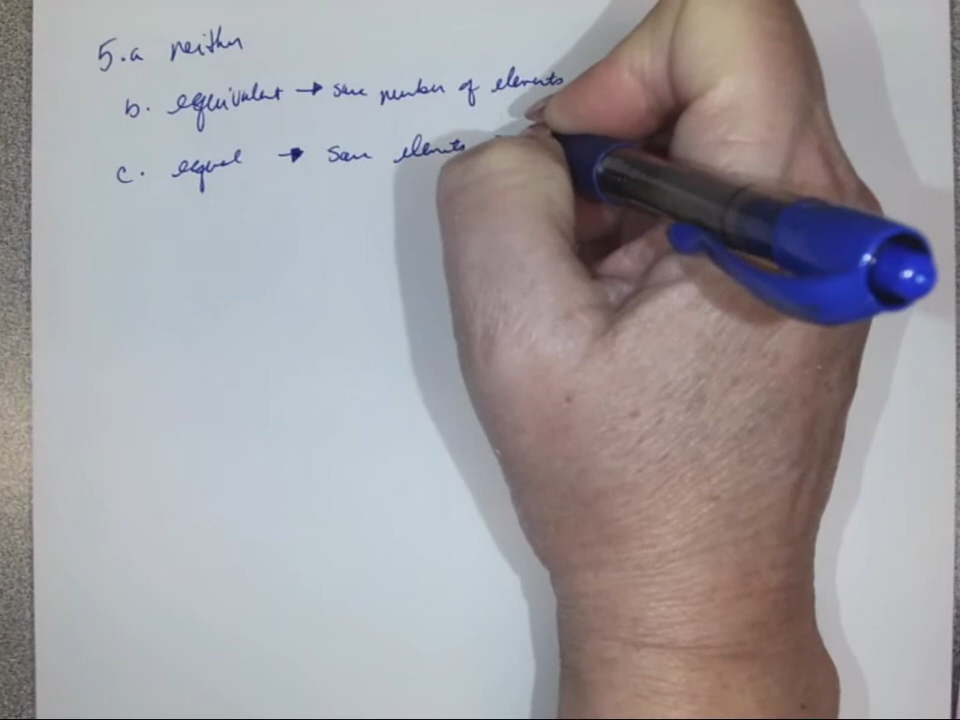 5.a neither
b. equivalent → same number of elements
c. equal → same elements